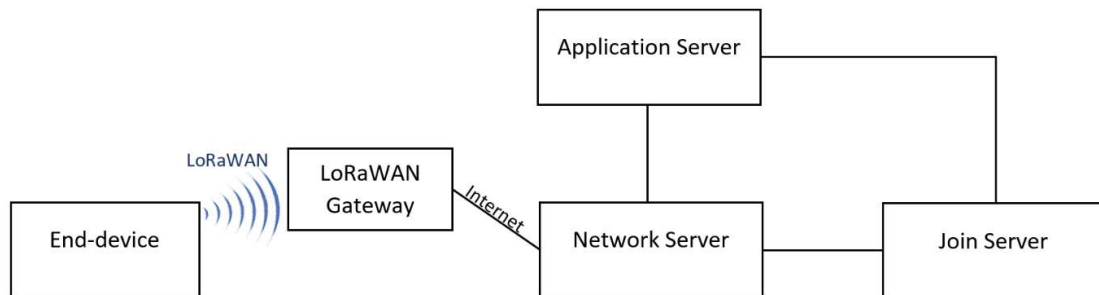 Application Server
LoRaWAN
LoRaWAN
Gateway
Internet
End-device
Network Server
Join Server